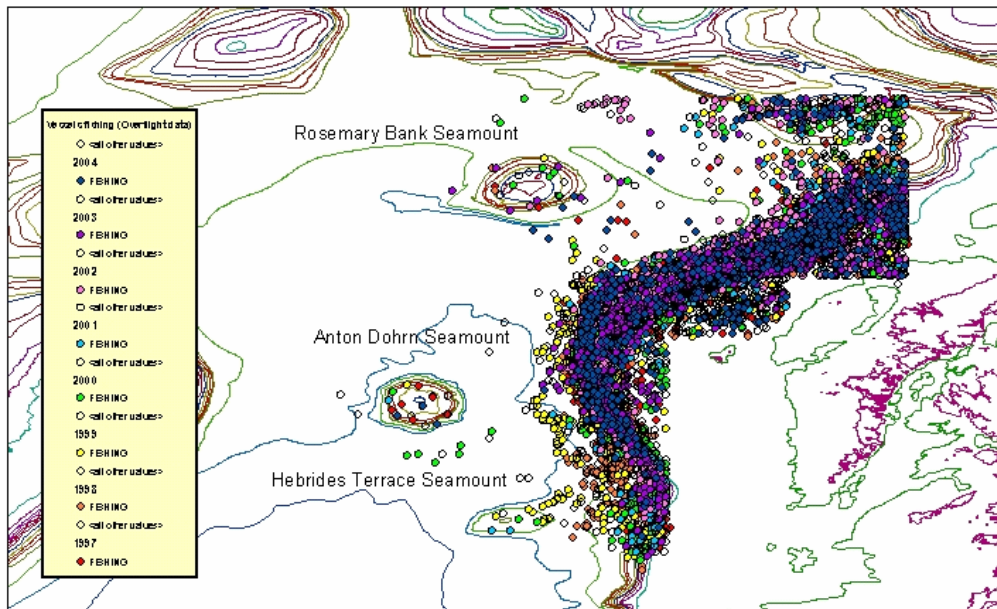 Rosemary Bank Seamount
Vessels fishing (Overflight data)
<all other values>
2004
FISHING
<all other values>
2003
FISHING
<all other values>
2002
FISHING
<all other values>
2001
FISHING
<all other values>
2000
FISHING
<all other values>
1999
FISHING
<all other values>
1998
FISHING
<all other values>
1997
FISHING
Anton Dohrn Seamount
Hebrides Terrace Seamount